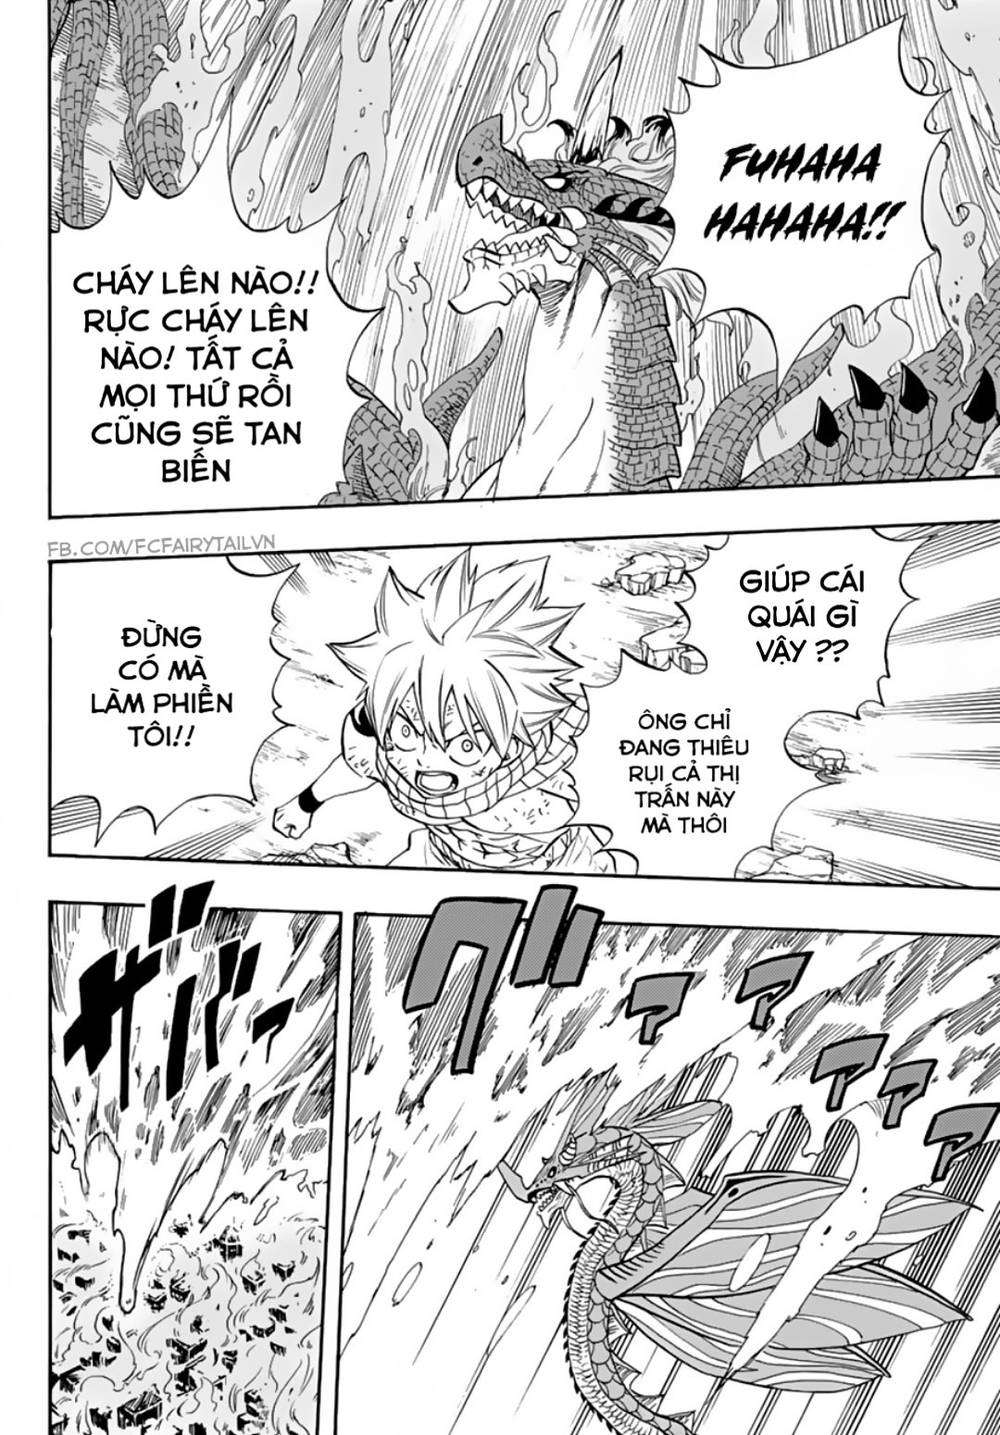 FUHAHA
HAHAHA!!
CHÁY LÊN NÀO!!
RỰC CHÁY LÊN
NÀO! TẤT CẢ
MỌI THỨ RỒI
CŨNG SẼ TAN
BIẾN
FB.COM/FCFAIRYTAILVN
GIÚP CÁI
QUÁI GÌ
VẬY ??
ÔNG CHỈ
ĐANG THIÊU
RỤI CẢ THỊ
TRẤN NÀY
MÀ THÔI
ĐỪNG
CÓ MÀ
LÀM PHIỀN
TÔI!!
グァァァァァ
ザバァ